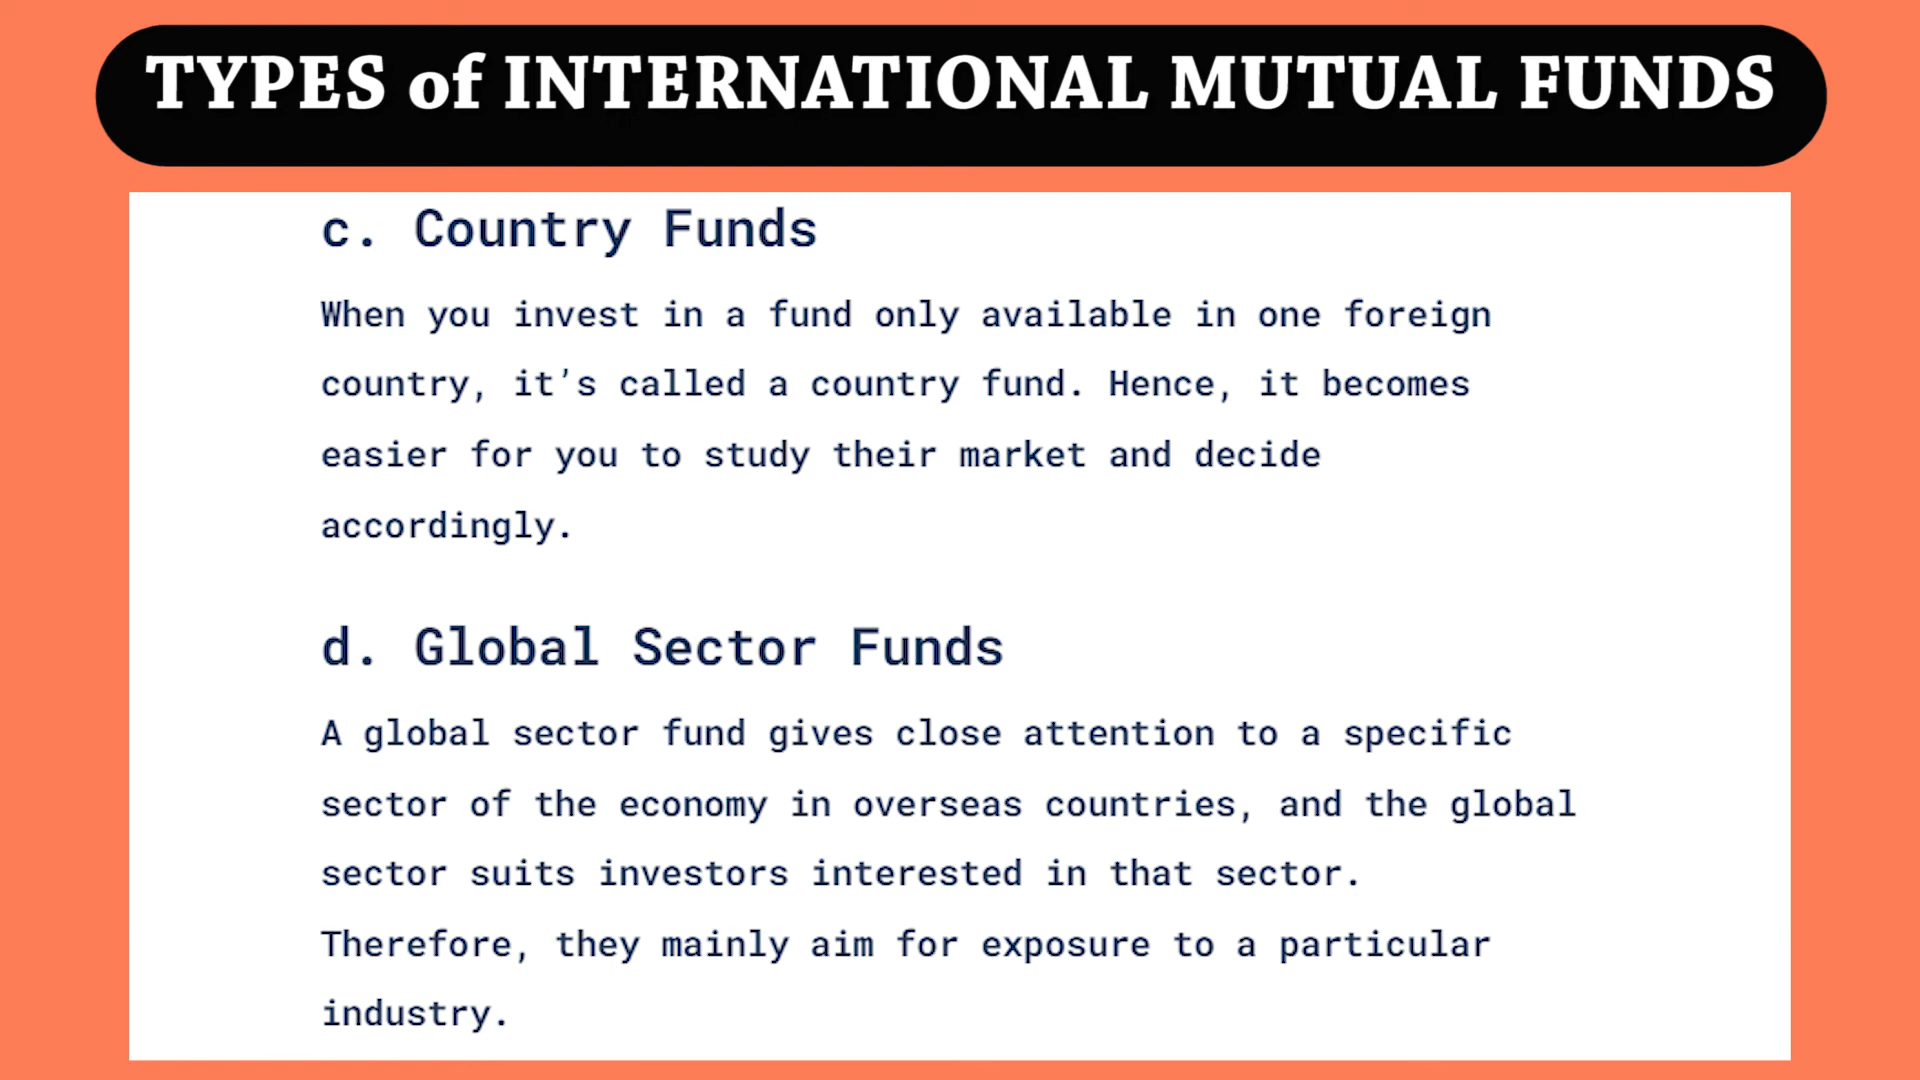 TYPES of INTERNATIONAL MUTUAL FUNDS
c. Country Funds
When you invest in a fund only available in one foreign
country, it’s called a country fund. Hence, it becomes
easier for you to study their market and decide
accordingly.
d. Global Sector Funds
A global sector fund gives close attention to a specific
sector of the economy in overseas countries, and the global
sector suits investors interested in that sector.
Therefore, they mainly aim for exposure to a particular
industry.